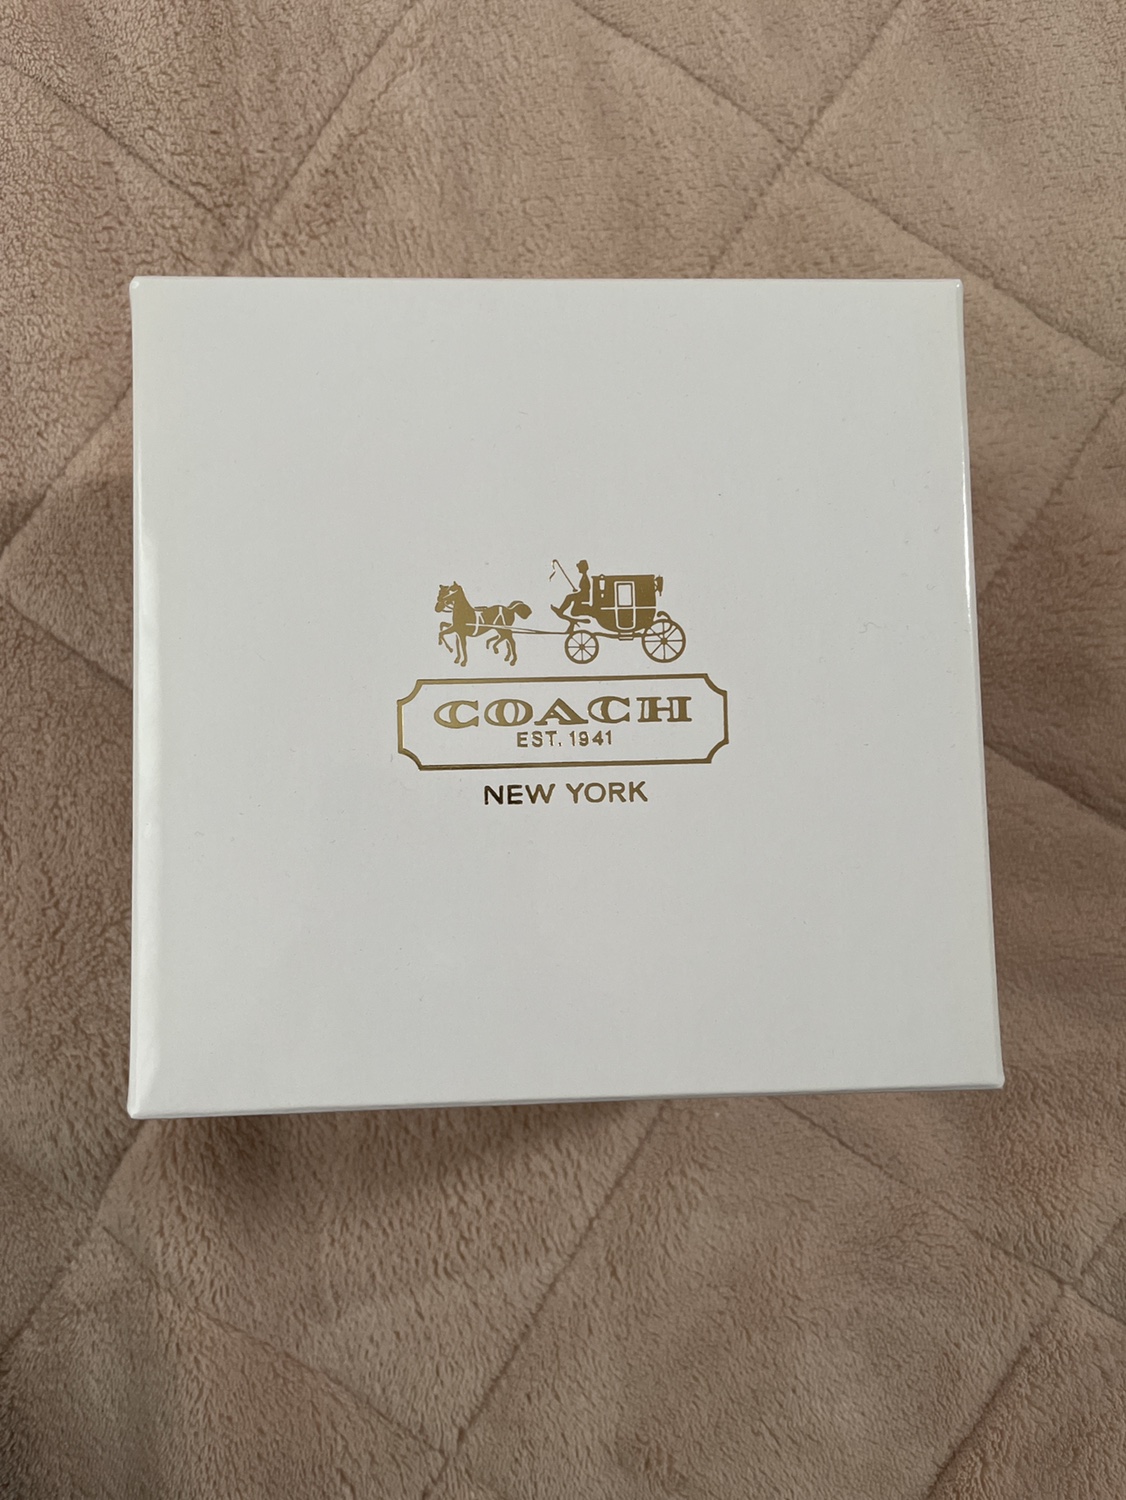 COACH
EST. 1941
NEW YORK